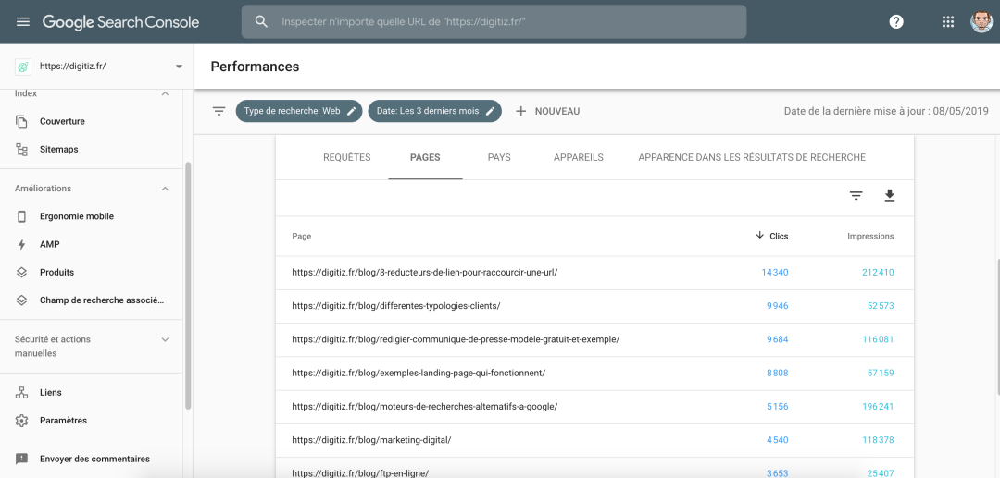 Google Search Console
Inspecter n'importe quelle URL de "https://digitiz.fr/"
?
https://digitiz.fr/
Performances
Index
Couverture
Sitemaps
Améliorations
Ergonomie mobile
AMP
Produits
Champ de recherche associé...
Sécurité et actions
manuelles
Liens
Paramètres
Envoyer des commentaires
Type de recherche: Web
Date: Les 3 derniers mois
NOUVEAU
Date de la dernière mise à jour : 08/05/2019
REQUÊTES PAGES PAYS APPAREILS APPARENCE DANS LES RÉSULTATS DE RECHERCHE
Page Clics Impressions
https://digitiz.fr/blog/8-reducteurs-de-lien-pour-raccourcir-une-url/ 14 340 212 410
https://digitiz.fr/blog/differentes-typologies-clients/ 9 946 52 573
https://digitiz.fr/blog/redigier-communique-de-presse-modele-gratuit-et-exemple/ 9 684 116 081
https://digitiz.fr/blog/exemples-landing-page-qui-fonctionnent/ 8 808 57 159
https://digitiz.fr/blog/moteurs-de-recherches-alternatifs-a-google/ 5 156 196 241
https://digitiz.fr/blog/marketing-digital/ 4 540 118 378
https://digitiz.fr/blog/ftp-en-ligne/ 3 653 25 407